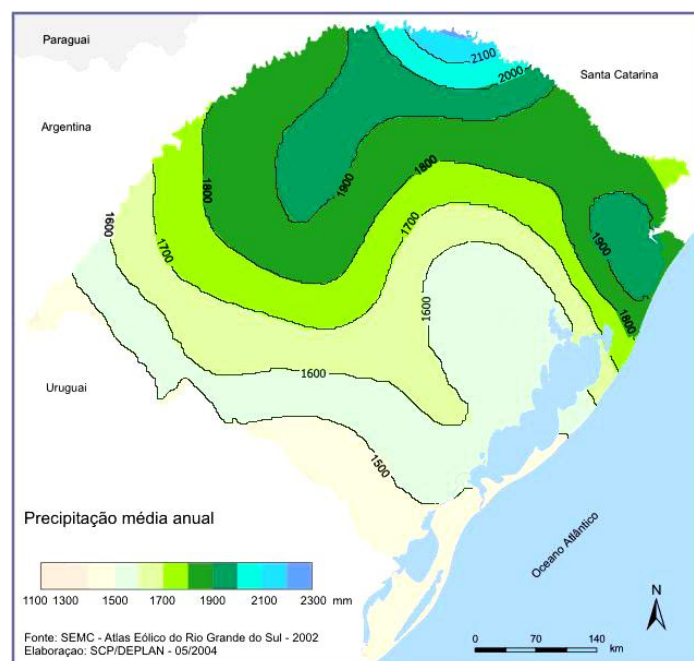 Paraguai
Santa Catarina
Argentina
2100
2000
1900
1800
1800
1700
1600
1700
1900
1800
1600
1600
1500
Uruguai
Oceano Atlântico
Precipitação média anual
1100 1300 1500 1700 1900 2100 2300 mm
N
0 70 140
km
Fonte: SEMC - Atlas Eólico do Rio Grande do Sul - 2002
Elaboraçao: SCP/DEPLAN - 05/2004